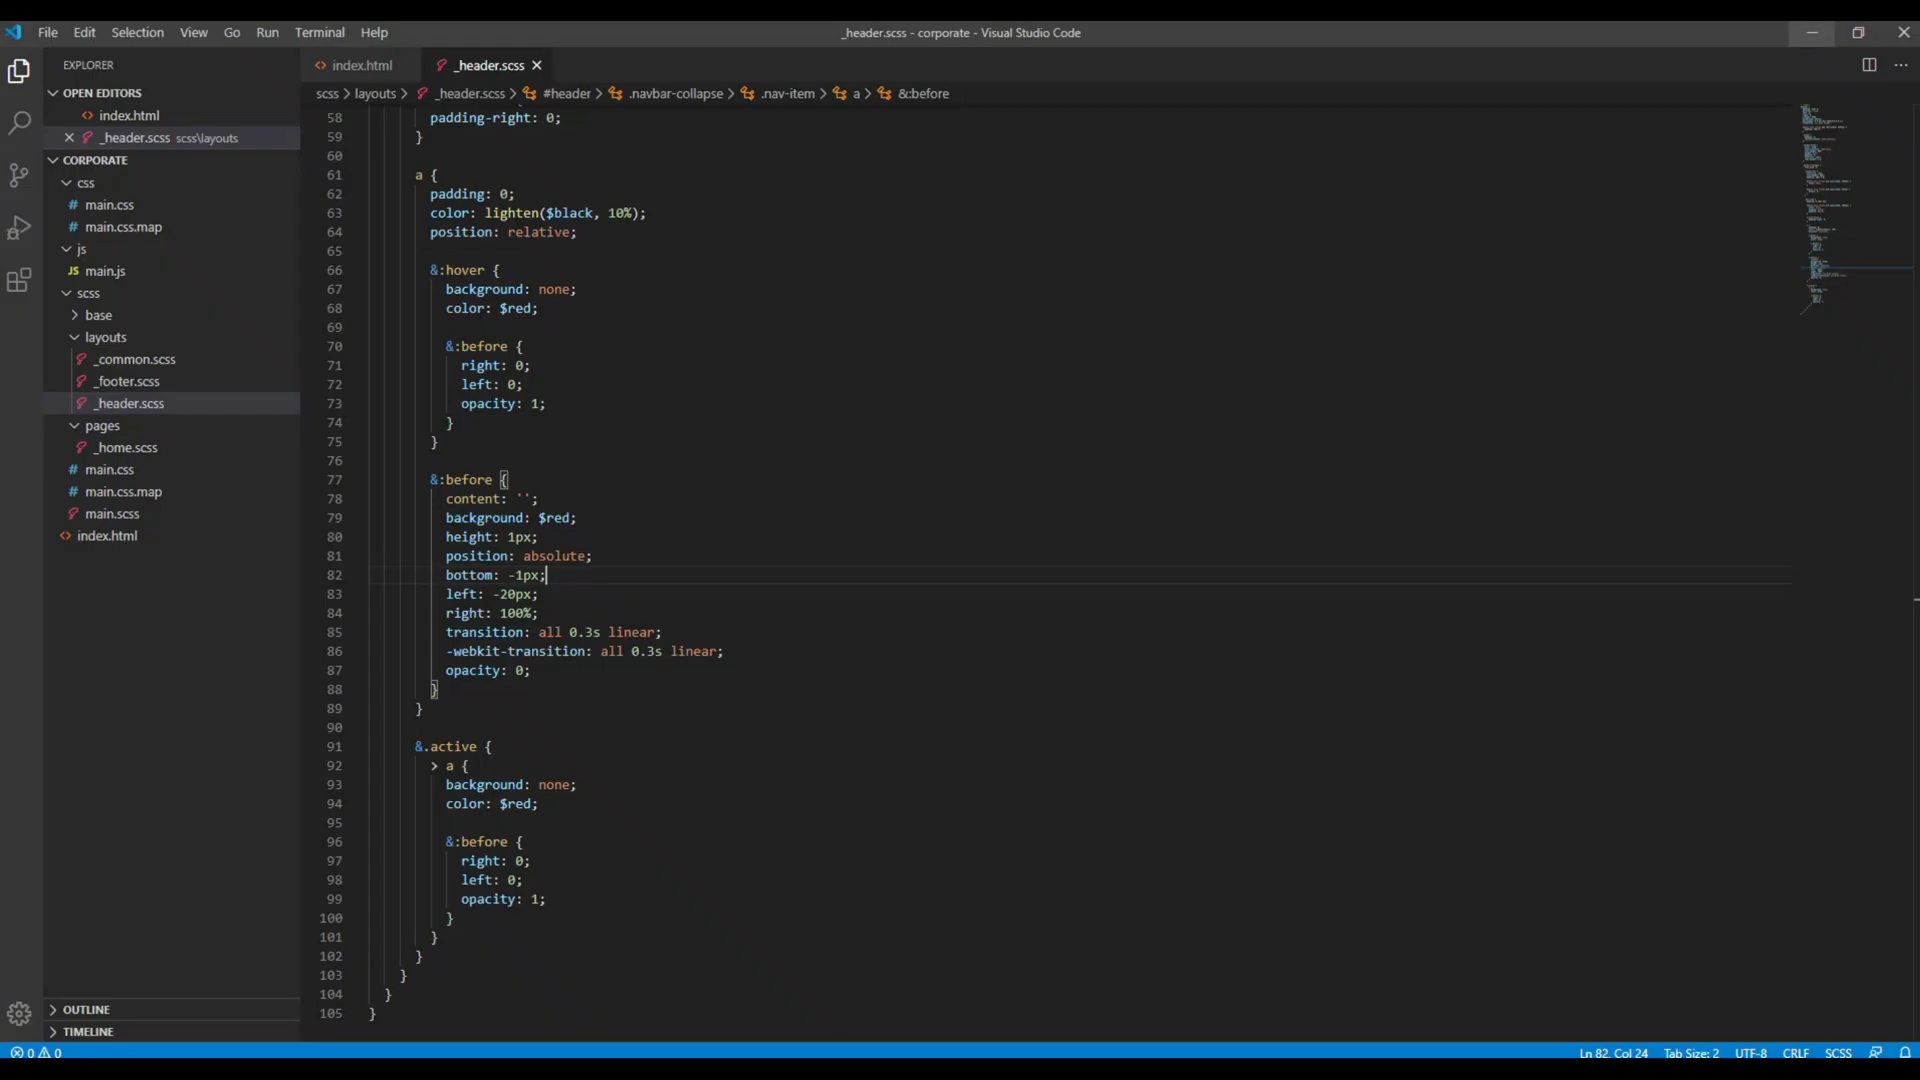 File Edit Selection View Go Run Terminal Help
_header.scss - corporate - Visual Studio Code
EXPLORER
OPEN EDITORS
index.html
_header.scss scss\layouts
CORPORATE
css
main.css
main.css.map
js
JS main.js
scss
base
layouts
_common.scss
_footer.scss
_header.scss
pages
_home.scss
main.css
main.css.map
main.scss
index.html
OUTLINE
TIMELINE
index.html
_header.scss
scss > layouts > _header.scss > #header > .navbar-collapse > .nav-item > a > &:before
58 padding-right: 0;
59 }
60
61 a {
62 padding: 0;
63 color: lighten($black, 10%);
64 position: relative;
65
66 &:hover {
67 background: none;
68 color: $red;
69
70 &:before {
71 right: 0;
72 left: 0;
73 opacity: 1;
74 }
75 }
76
77 &:before {
78 content: '';
79 background: $red;
80 height: 1px;
81 position: absolute;
82 bottom: -1px;
83 left: -20px;
84 right: 100%;
85 transition: all 0.3s linear;
86 -webkit-transition: all 0.3s linear;
87 opacity: 0;
88 }
89 }
90
91 &.active {
92 > a {
93 background: none;
94 color: $red;
95
96 &:before {
97 right: 0;
98 left: 0;
99 opacity: 1;
100 }
101 }
102 }
103 }
104 }
105 }
0 0
Ln 82, Col 24 Tab Size: 2 UTF-8 CRLF SCSS